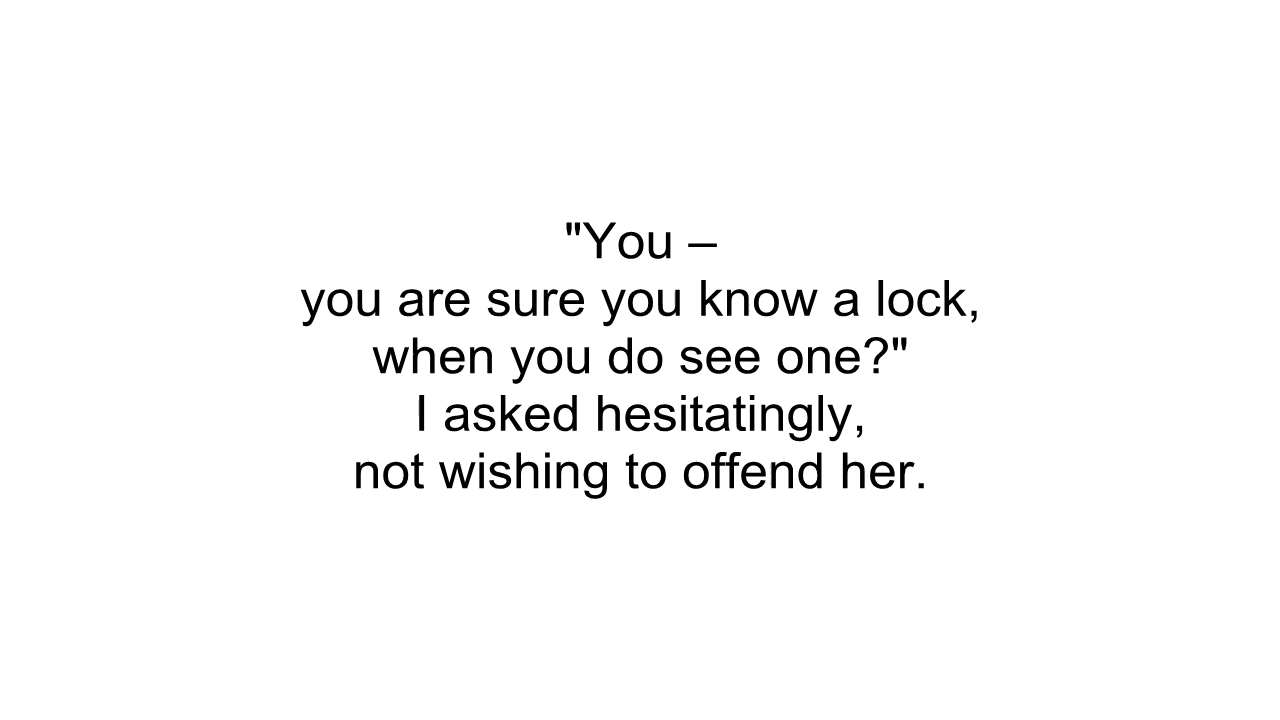 "You –
you are sure you know a lock,
when you do see one?"
I asked hesitatingly,
not wishing to offend her.